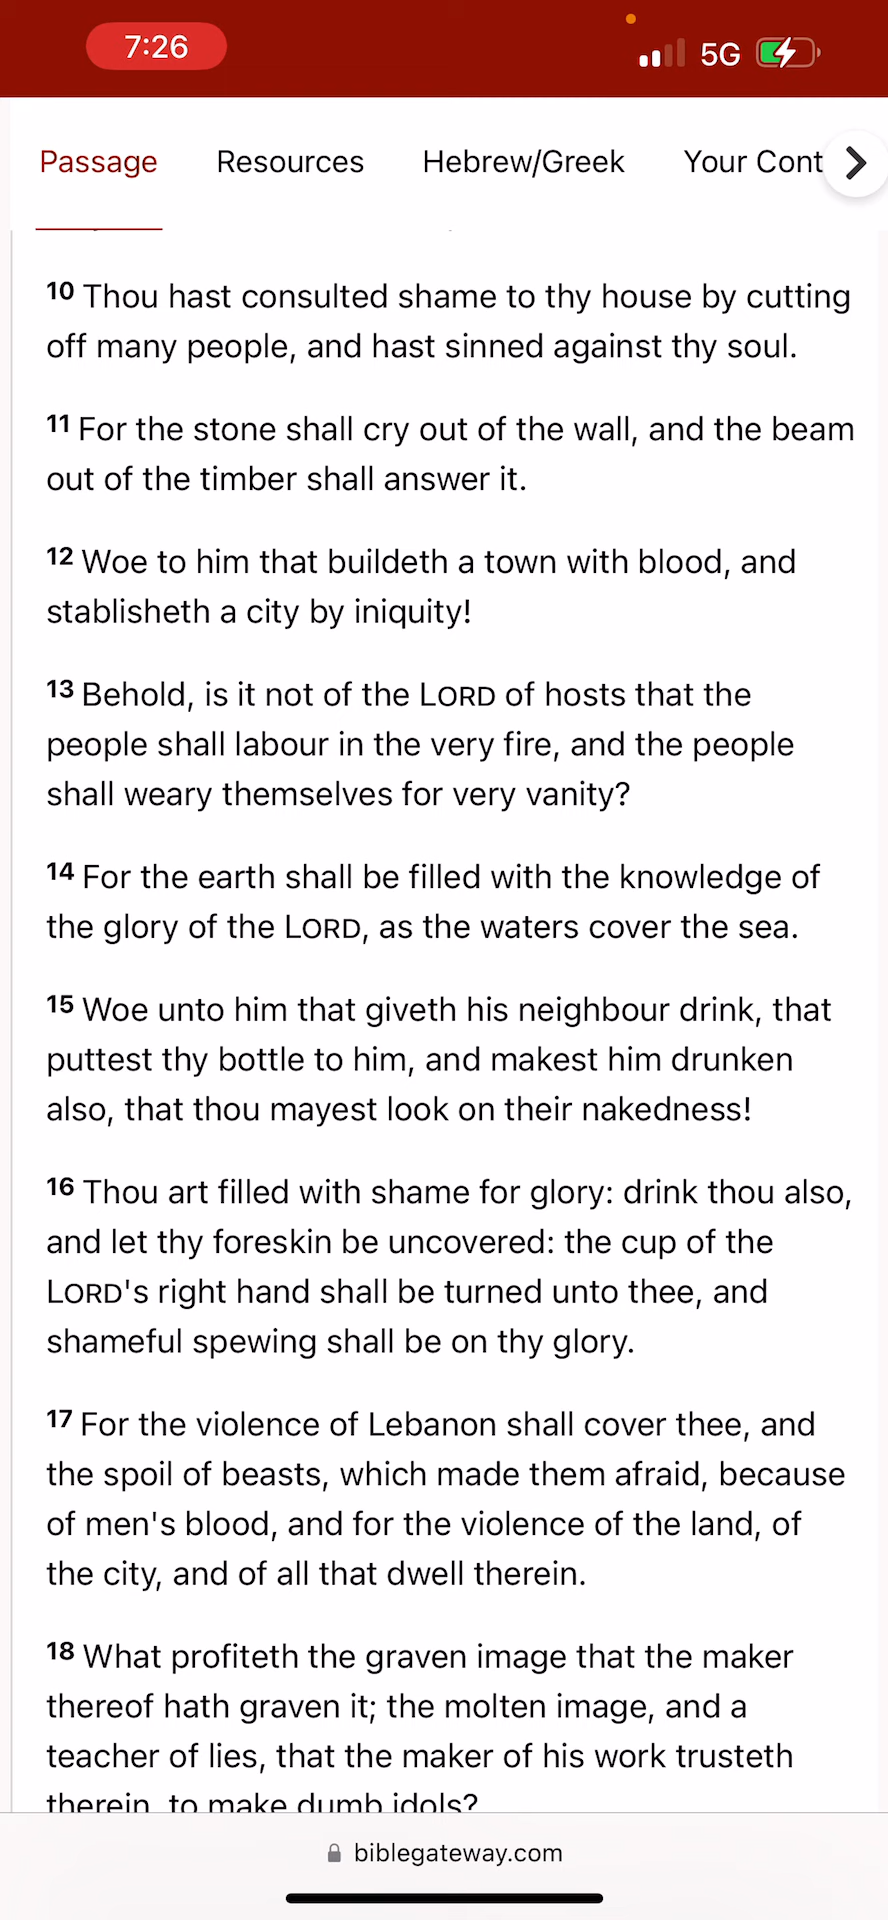 7:26
5G
Passage
Resources
Hebrew/Greek
Your Cont
10 Thou hast consulted shame to thy house by cutting
off many people, and hast sinned against thy soul.
11 For the stone shall cry out of the wall, and the beam
out of the timber shall answer it.
12 Woe to him that buildeth a town with blood, and
stablisheth a city by iniquity!
13 Behold, is it not of the LORD of hosts that the
people shall labour in the very fire, and the people
shall weary themselves for very vanity?
14 For the earth shall be filled with the knowledge of
the glory of the LORD, as the waters cover the sea.
15 Woe unto him that giveth his neighbour drink, that
puttest thy bottle to him, and makest him drunken
also, that thou mayest look on their nakedness!
16 Thou art filled with shame for glory: drink thou also,
and let thy foreskin be uncovered: the cup of the
LORD's right hand shall be turned unto thee, and
shameful spewing shall be on thy glory.
17 For the violence of Lebanon shall cover thee, and
the spoil of beasts, which made them afraid, because
of men's blood, and for the violence of the land, of
the city, and of all that dwell therein.
18 What profiteth the graven image that the maker
thereof hath graven it; the molten image, and a
teacher of lies, that the maker of his work trusteth
therein, to make dumb idols?
biblegateway.com